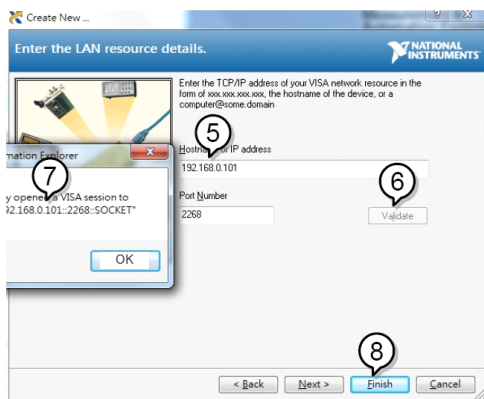 Create New ...
Enter the LAN resource details.
NATIONAL
INSTRUMENTS
Enter the TCP/IP address of your VISA network resource in the
form of xxx.xxx.xxx.xxx, the hostname of the device, or a
computer@some.domain
5
Hostname or IP address
192.168.0.101
6
Port Number
2268
Validate
mation Explorer
7
y opened a VISA session to
92.168.0.101::2268::SOCKET"
OK
8
< Back
Next >
Finish
Cancel